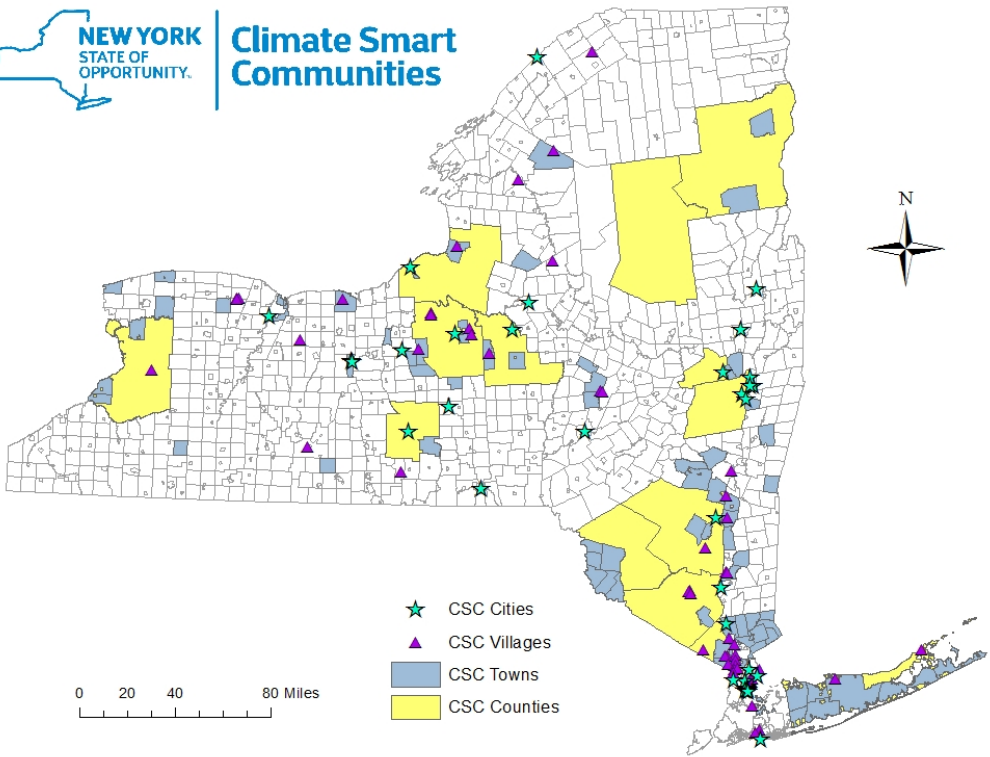 NEW YORK
STATE OF
OPPORTUNITY.
Climate Smart
Communities
N
CSC Cities
CSC Villages
CSC Towns
CSC Counties
0 20 40 80 Miles